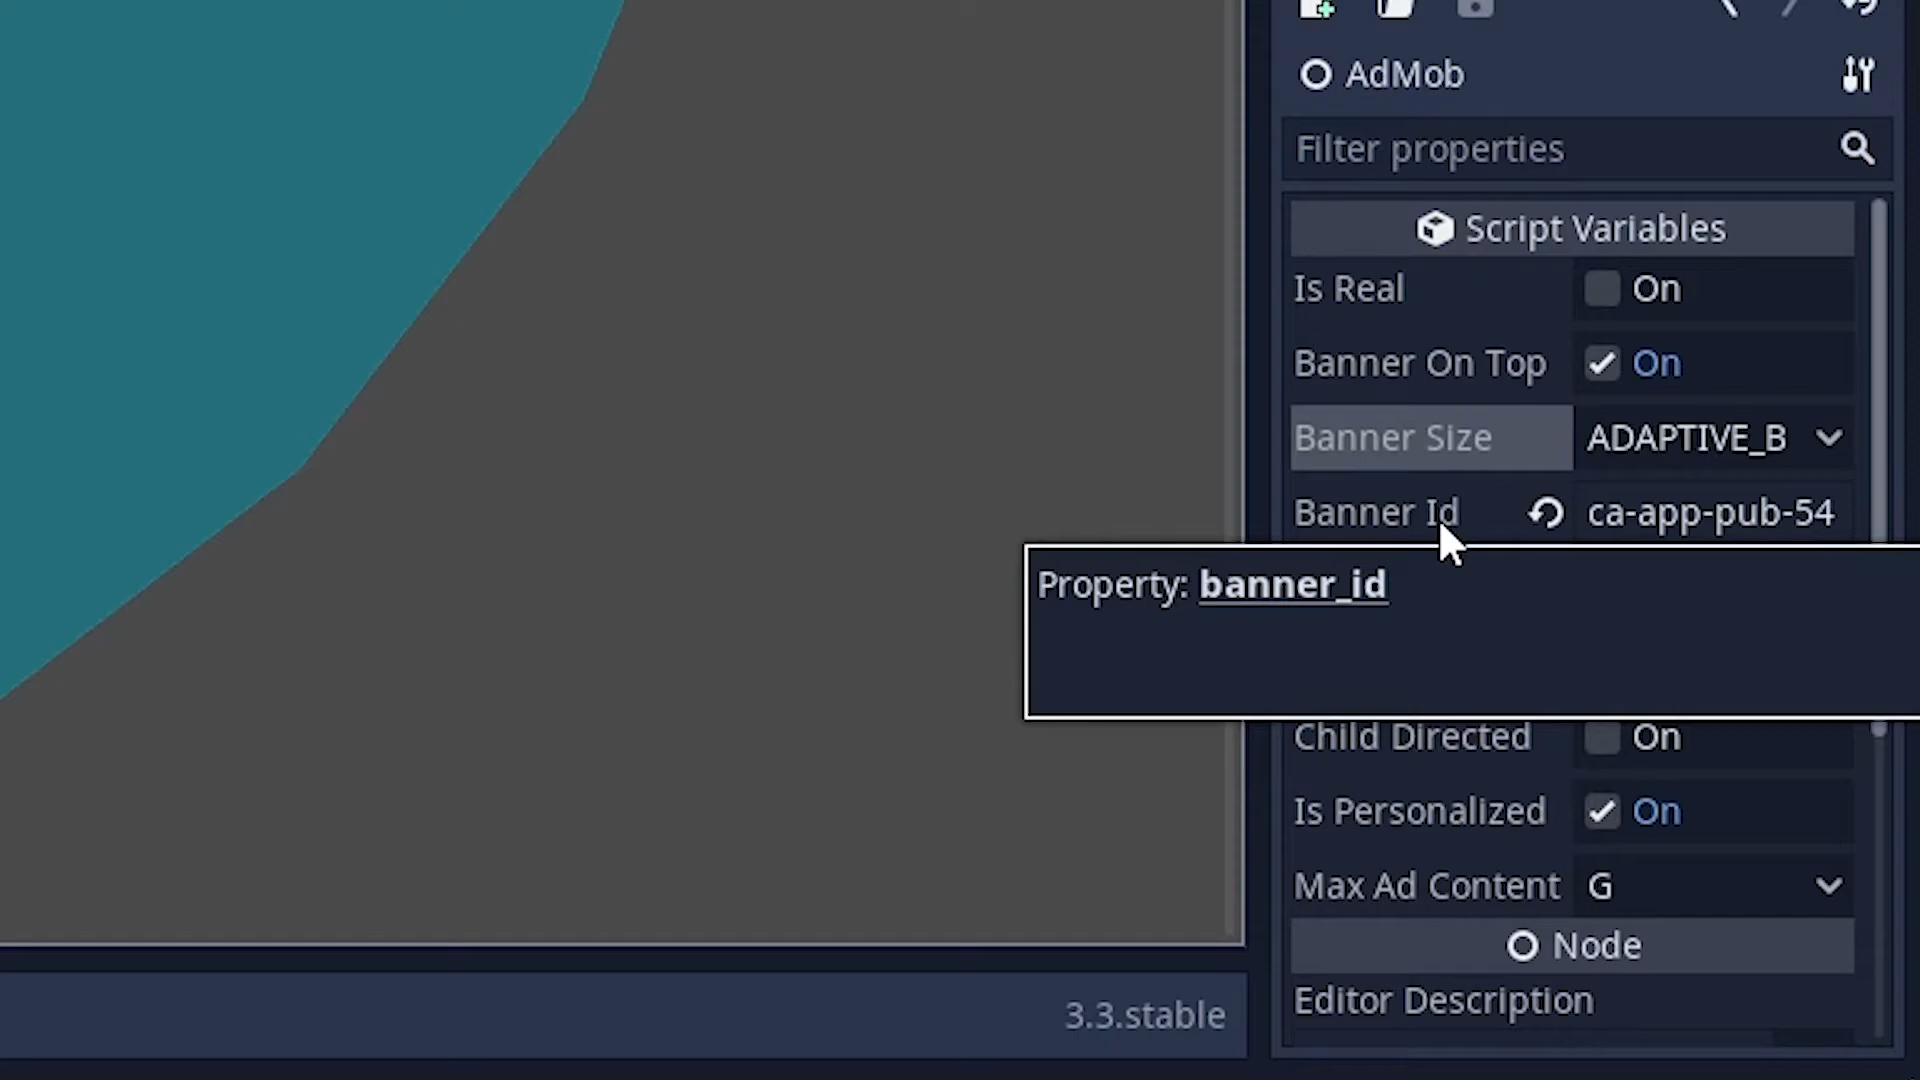 AdMob
Filter properties
Script Variables
Is Real On
Banner On Top On
Banner Size ADAPTIVE_B
Banner Id ca-app-pub-54
Property: banner_id
Child Directed On
Is Personalized On
Max Ad Content G
Node
Editor Description
3.3.stable